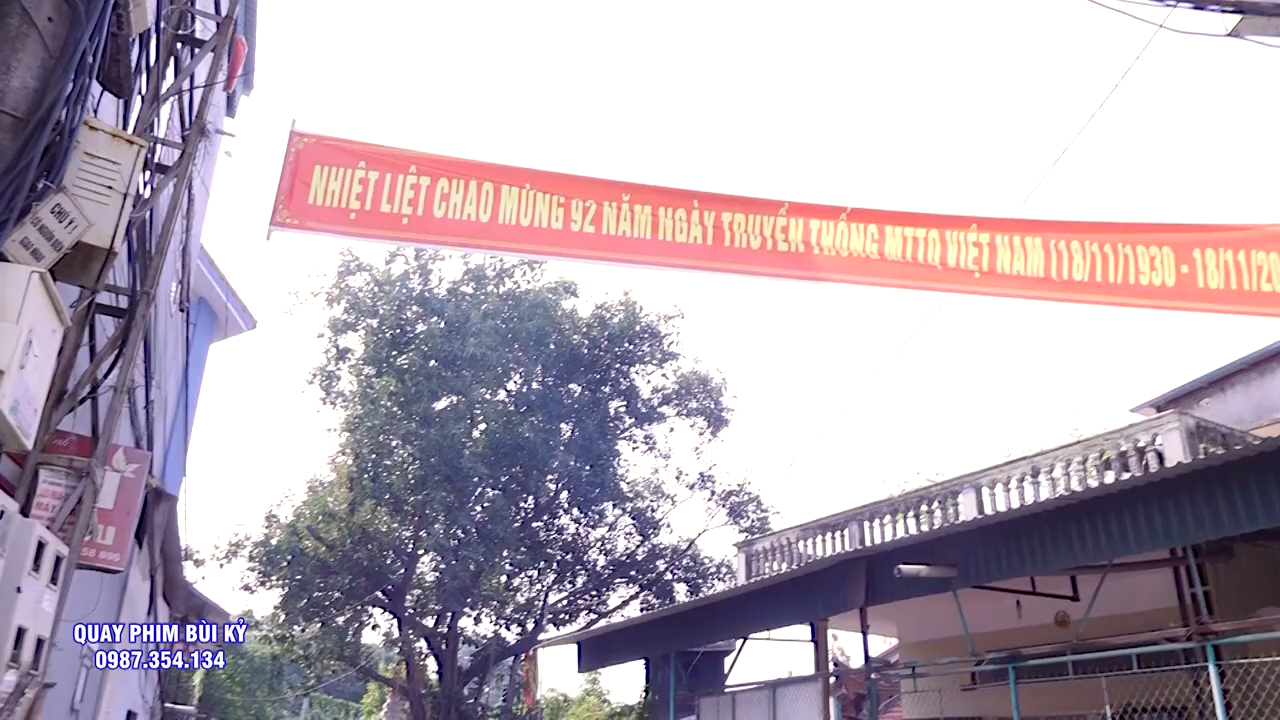 NHIỆT LIỆT CHÀO MỪNG 92 NĂM NGÀY TRUYỀN THỐNG MTTQ VIỆT NAM (18/11/1930 - 18/11/20
CHÚ Ý !
QUAY PHIM BÙI KỶ
0987.354.134